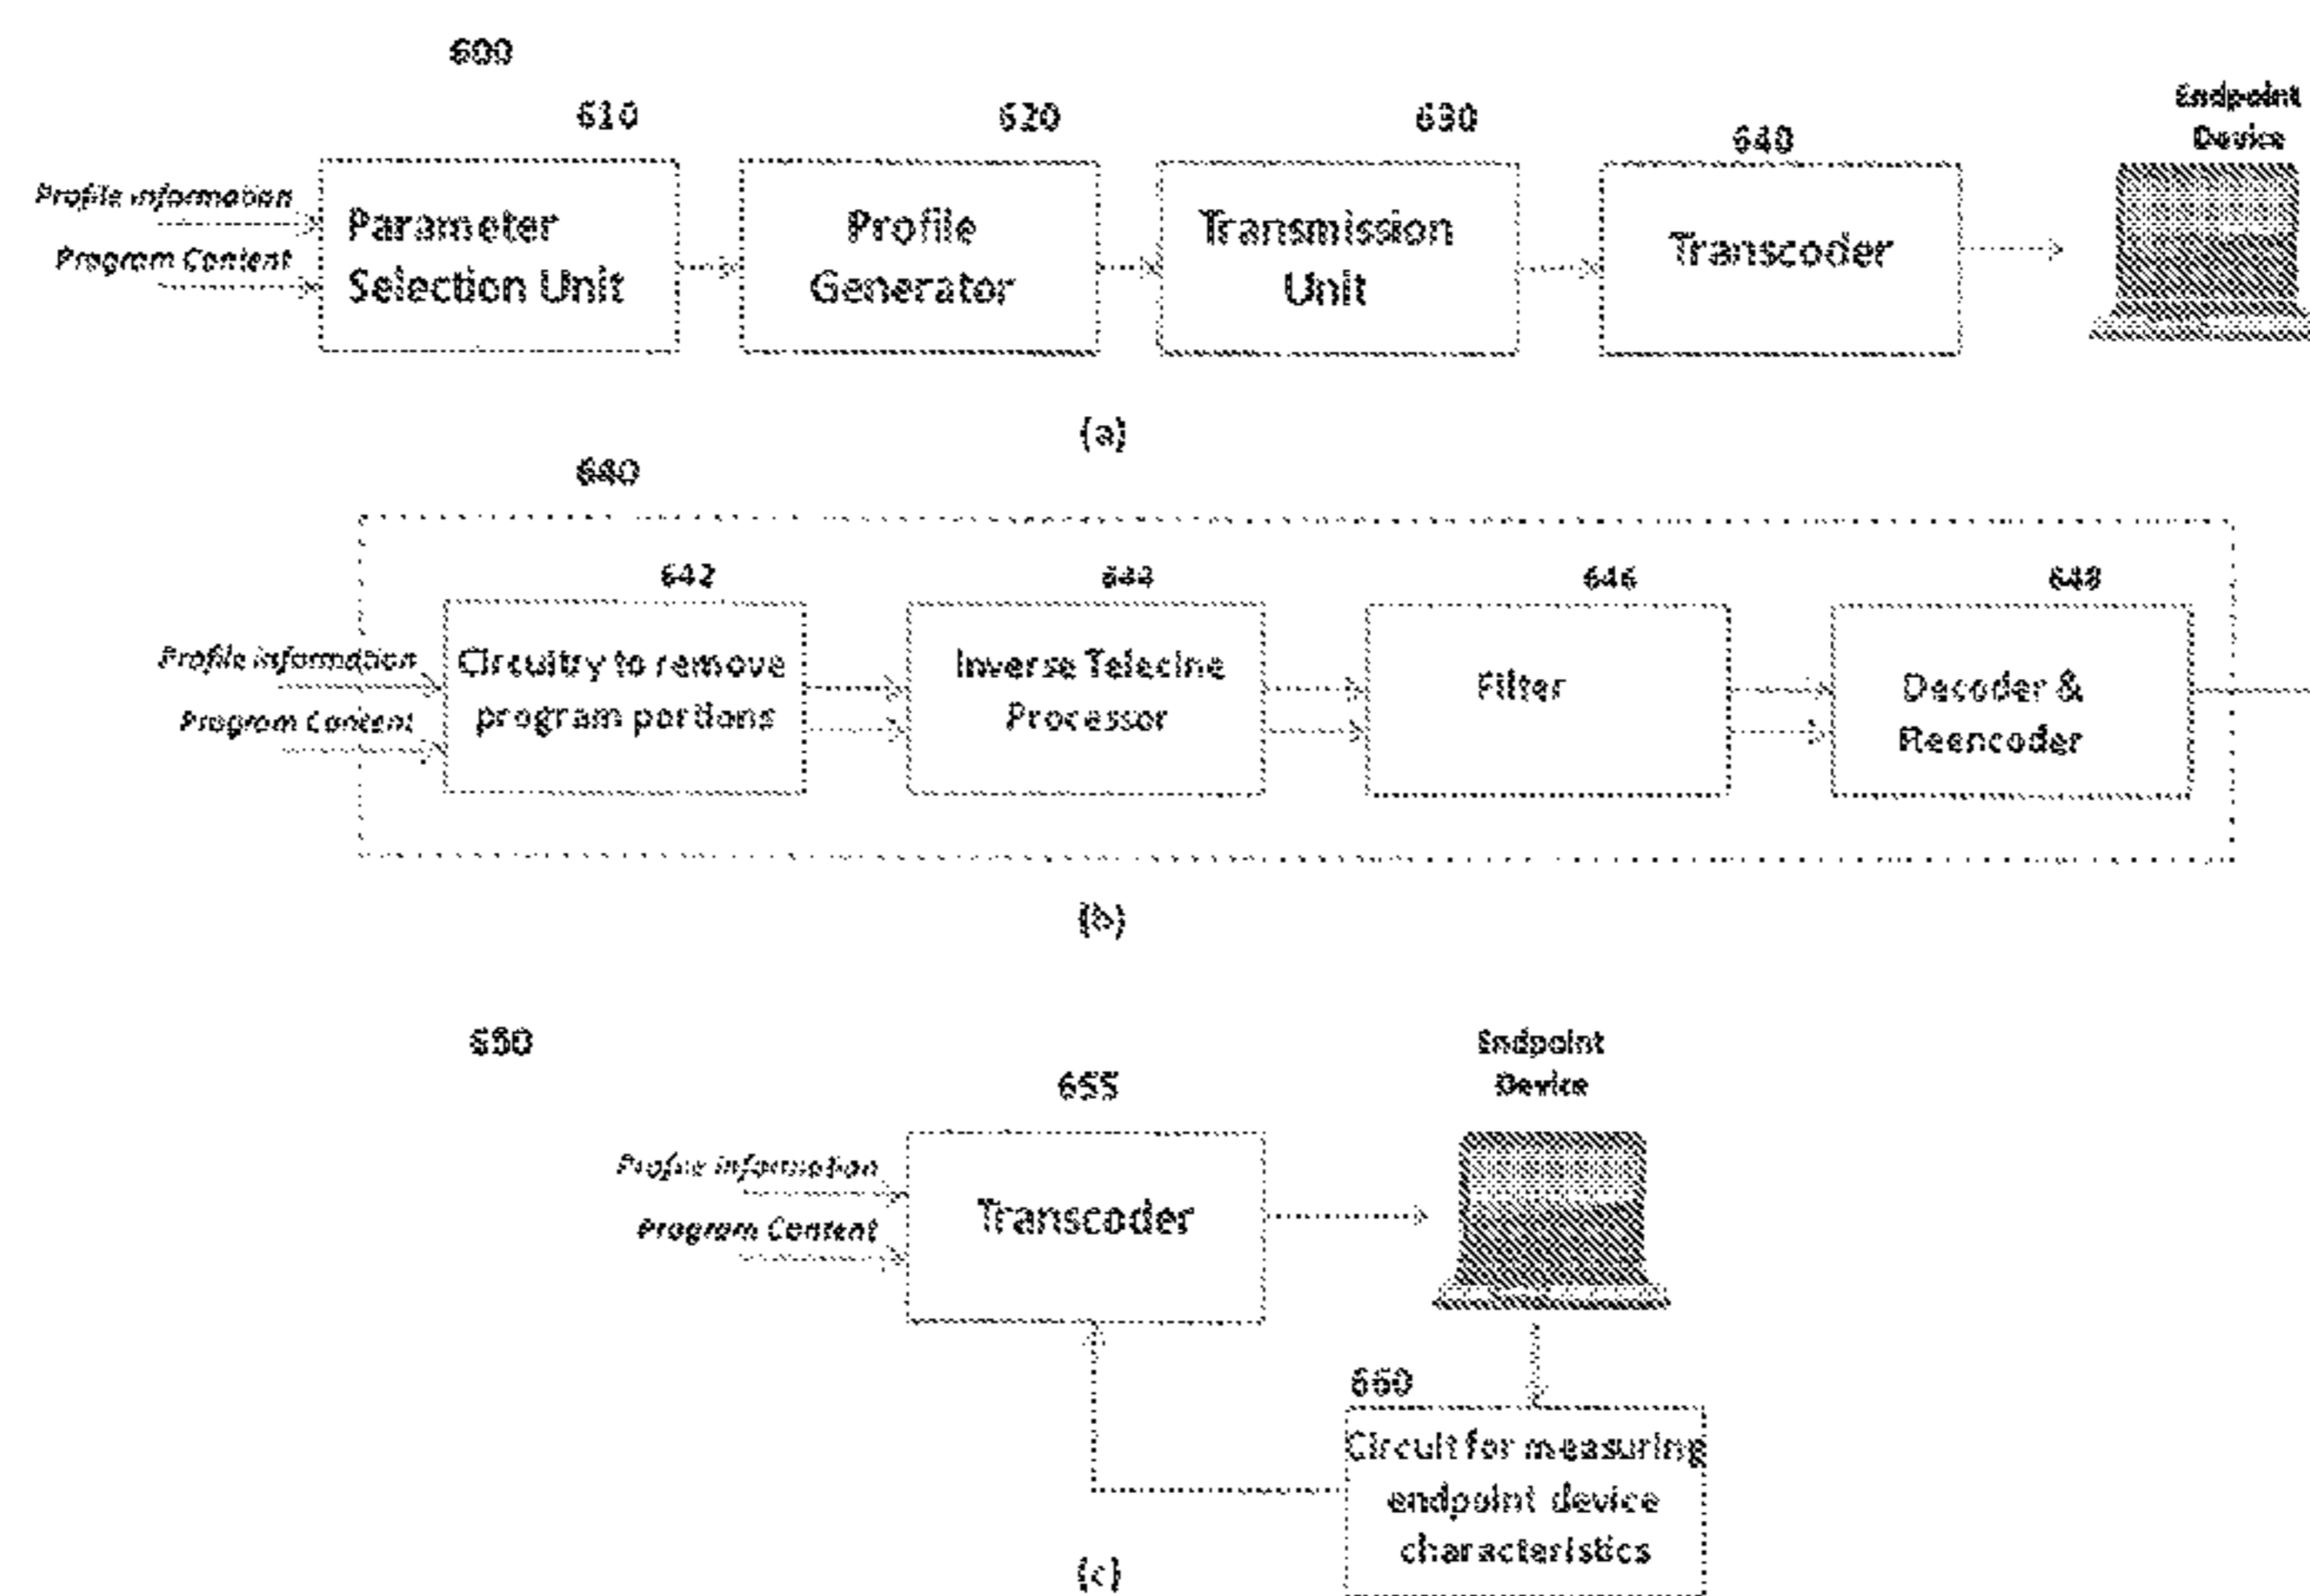 600
610
620
630
640
Endpoint
Device
Profile information
Program Content
Parameter
Selection Unit
Profile
Generator
Transmission
Unit
Transcoder
(a)
640
642
644
646
648
Profile information
Program Content
Circuitry to remove
program portions
Inverse Telecine
Processor
Filter
Decoder &
Reencoder
(b)
650
655
Endpoint
Device
Profile information
Program Content
Transcoder
660
Circuit for measuring
endpoint device
characteristics
(c)